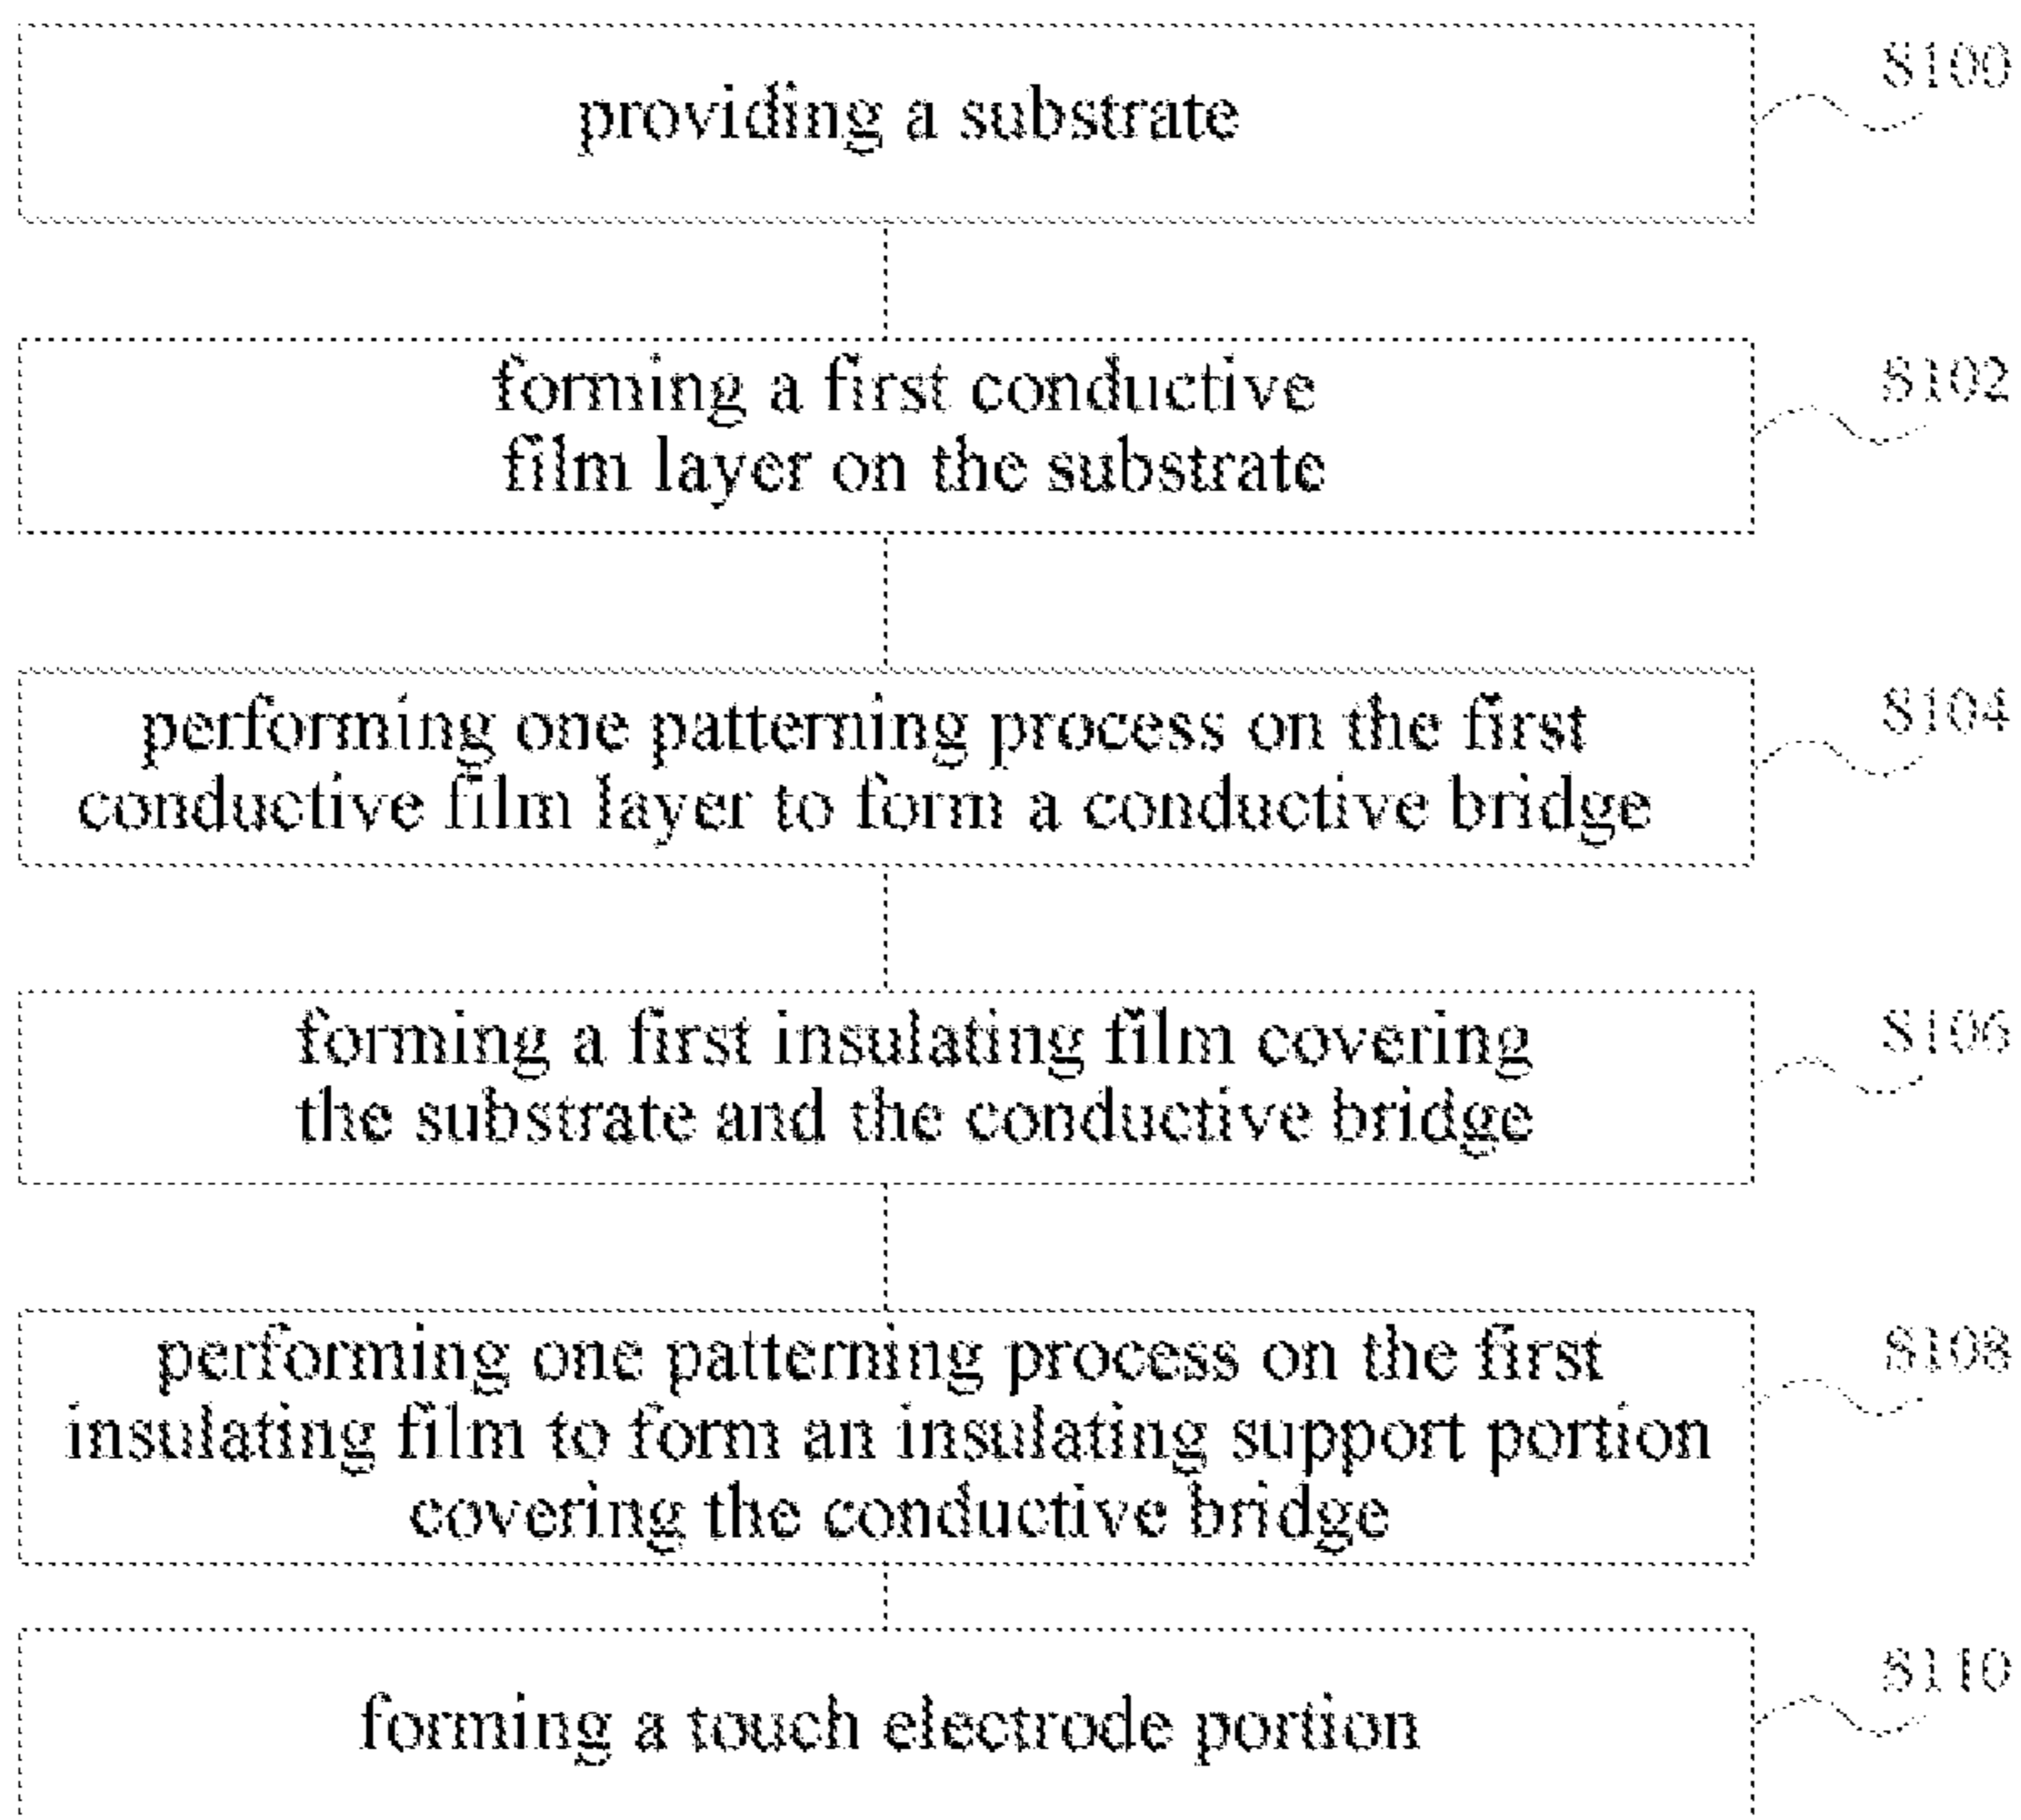 providing a substrate
S100
forming a first conductive
film layer on the substrate
S102
performing one patterning process on the first
conductive film layer to form a conductive bridge
S104
forming a first insulating film covering
the substrate and the conductive bridge
S106
performing one patterning process on the first
insulating film to form an insulating support portion
covering the conductive bridge
S108
forming a touch electrode portion
S110